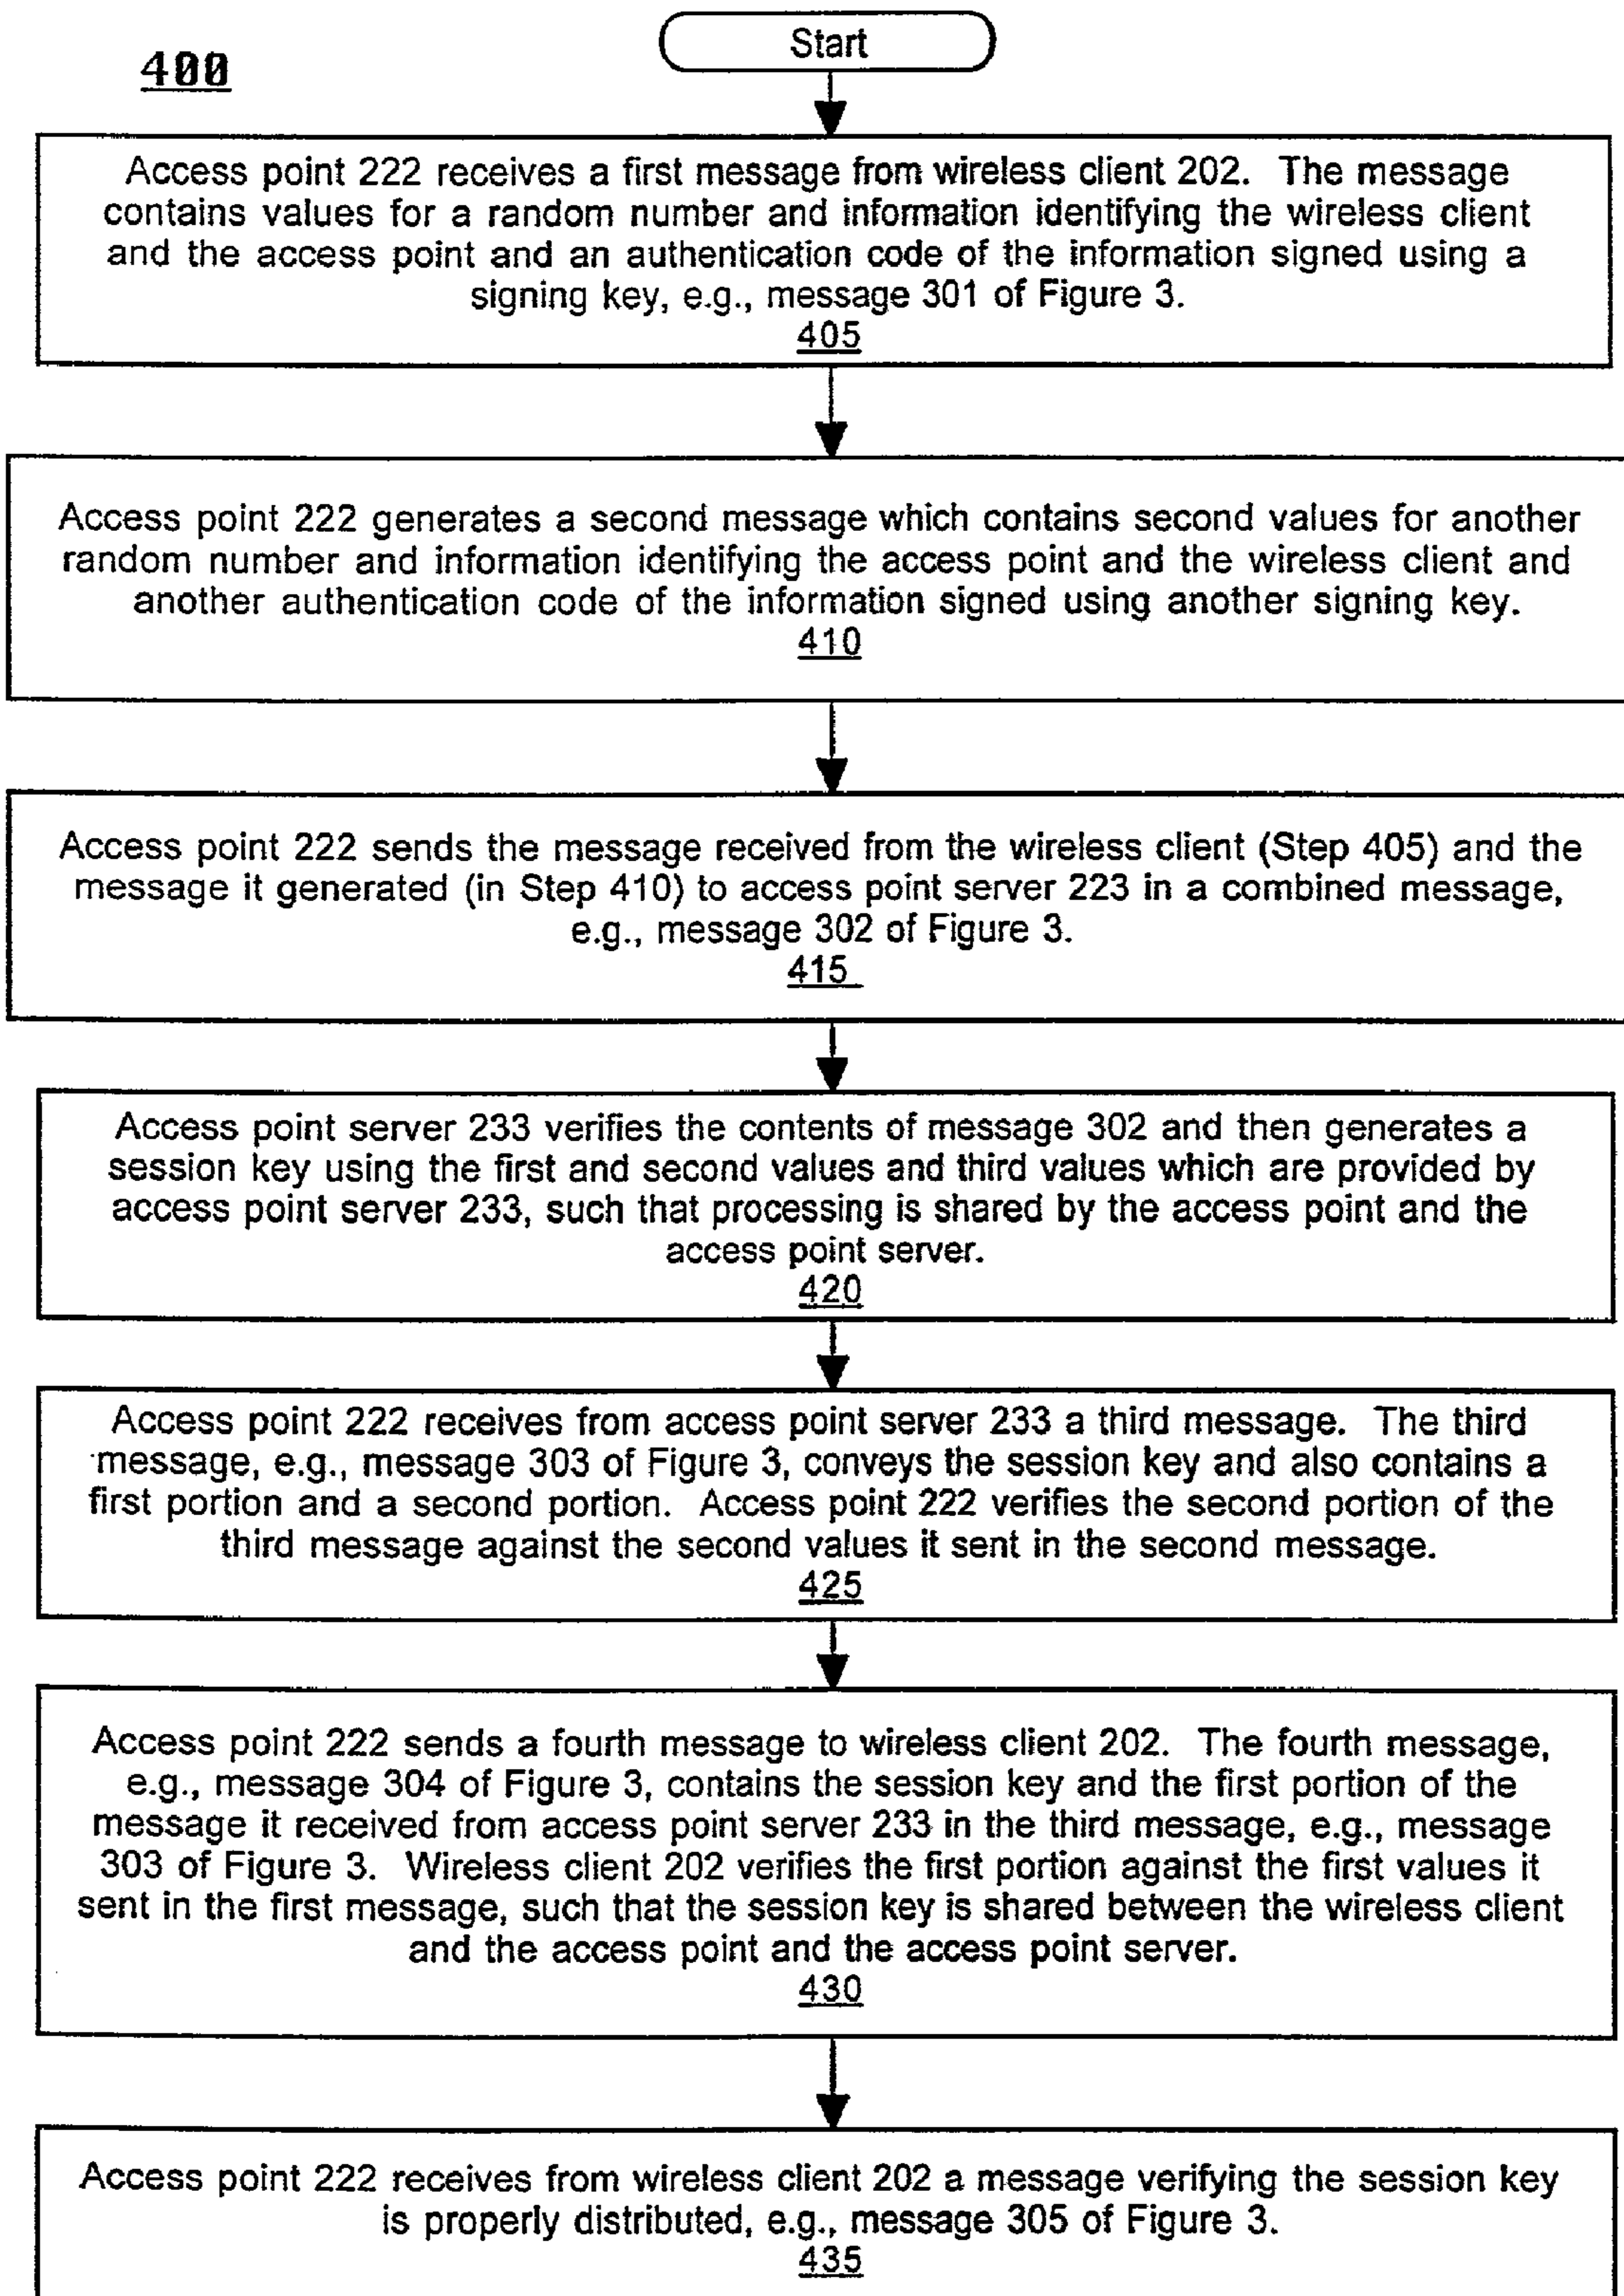 Start
400
Access point 222 receives a first message from wireless client 202. The message
contains values for a random number and information identifying the wireless client
and the access point and an authentication code of the information signed using a
signing key, e.g., message 301 of Figure 3.
405
Access point 222 generates a second message which contains second values for another
random number and information identifying the access point and the wireless client and
another authentication code of the information signed using another signing key.
410
Access point 222 sends the message received from the wireless client (Step 405) and the
message it generated (in Step 410) to access point server 223 in a combined message,
e.g., message 302 of Figure 3.
415
Access point server 233 verifies the contents of message 302 and then generates a
session key using the first and second values and third values which are provided by
access point server 233, such that processing is shared by the access point and the
access point server.
420
Access point 222 receives from access point server 233 a third message. The third
message, e.g., message 303 of Figure 3, conveys the session key and also contains a
first portion and a second portion. Access point 222 verifies the second portion of the
third message against the second values it sent in the second message.
425
Access point 222 sends a fourth message to wireless client 202. The fourth message,
e.g., message 304 of Figure 3, contains the session key and the first portion of the
message it received from access point server 233 in the third message, e.g., message
303 of Figure 3. Wireless client 202 verifies the first portion against the first values it
sent in the first message, such that the session key is shared between the wireless client
and the access point and the access point server.
430
Access point 222 receives from wireless client 202 a message verifying the session key
is properly distributed, e.g., message 305 of Figure 3.
435